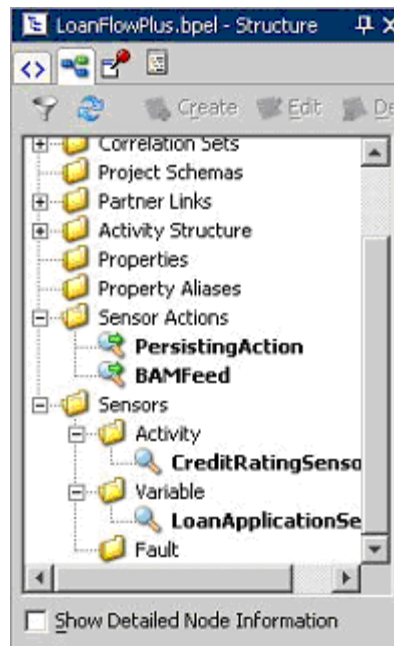 LoanFlowPlus.bpel - Structure
Create Edit De
Correlation Sets
Project Schemas
Partner Links
Activity Structure
Properties
Property Aliases
Sensor Actions
PersistingAction
BAMFeed
Sensors
Activity
CreditRatingSenso
Variable
LoanApplicationSe
Fault
Show Detailed Node Information